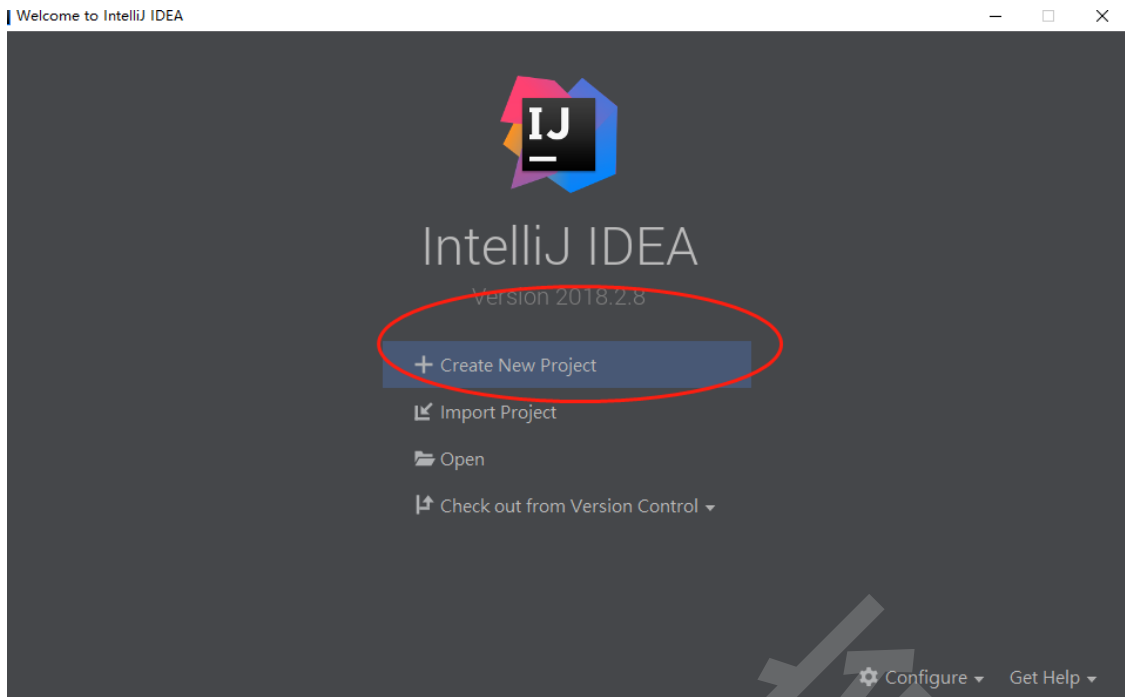 Welcome to IntelliJ IDEA
IJ
IntelliJ IDEA
Version 2018.2.8
Create New Project
Import Project
Open
Check out from Version Control
Configure
Get Help